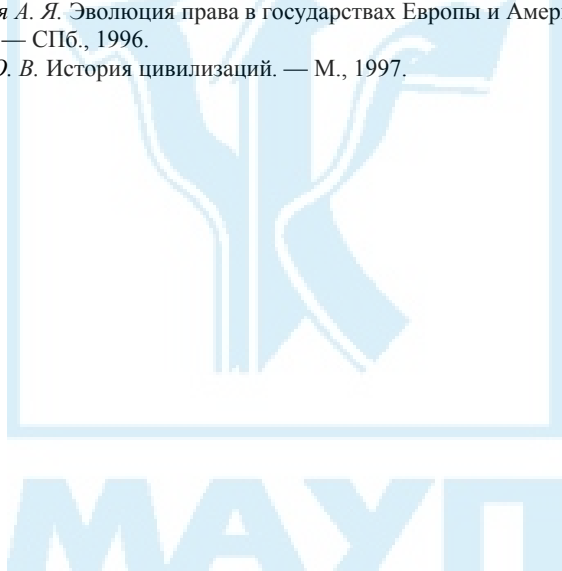 я А. Я. Эволюция права в государствах Европы и Амер
— СПб., 1996.
В. История цивилизаций. — М., 1997.
МАУП